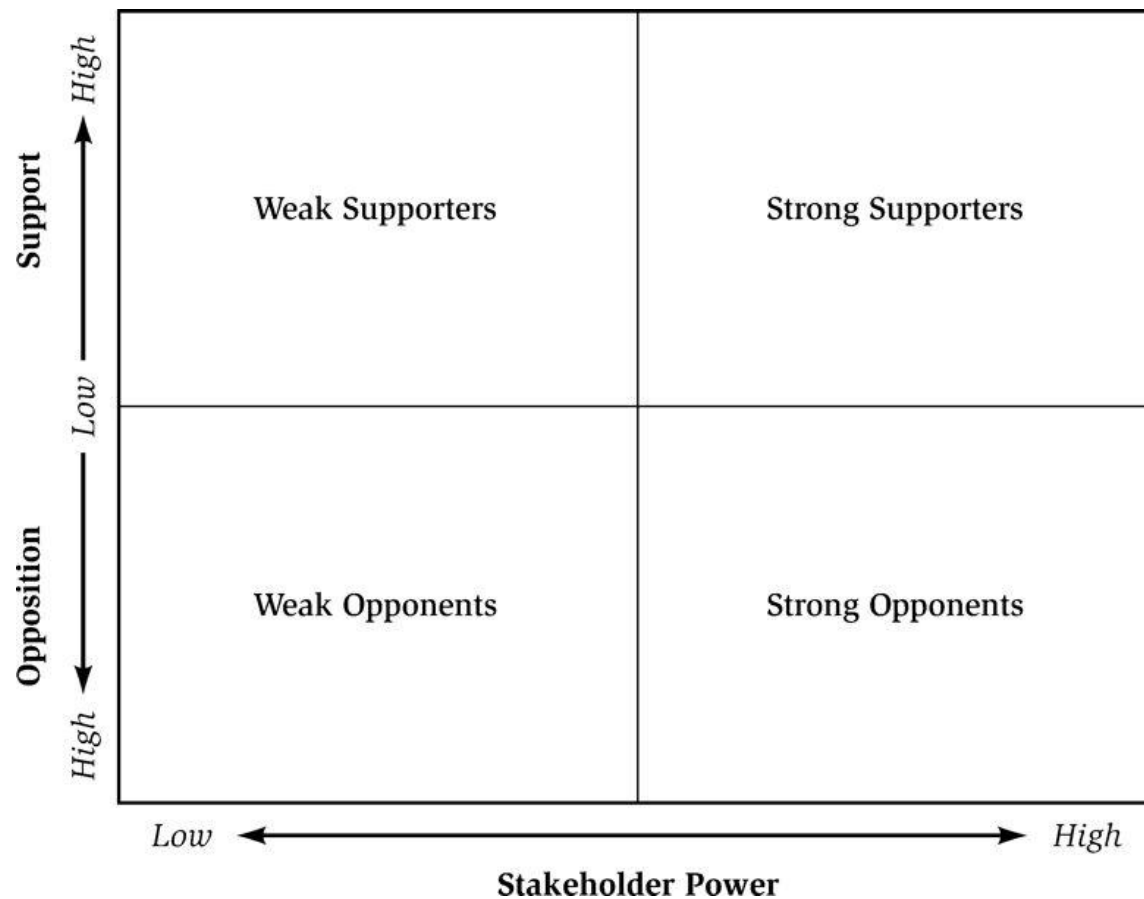 High
Support
Weak Supporters
Strong Supporters
Low
Opposition
Weak Opponents
Strong Opponents
High
Low
High
Stakeholder Power